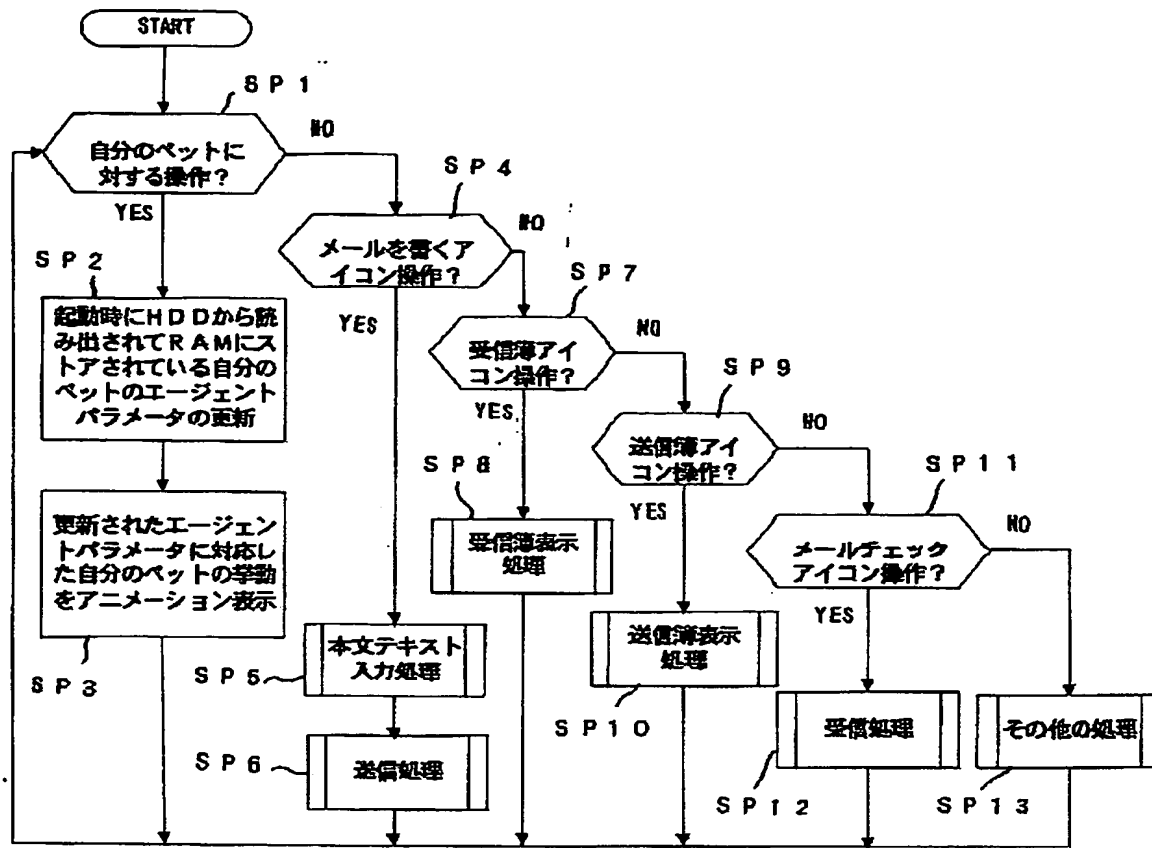 START
SP1
自分のペットに
対する操作?
NO
YES
SP2
起動時にHDDから読
み出されてRAMにス
トアされている自分の
ペットのエージェント
パラメータの更新
更新されたエージェン
トパラメータに対応し
た自分のペットの挙動
をアニメーション表示
SP3
SP4
メールを書くア
イコン操作?
NO
YES
SP5
本文テキスト
入力処理
SP6
送信処理
SP7
受信簿アイ
コン操作?
NO
YES
SP8
受信簿表示
処理
SP9
送信簿アイ
コン操作?
NO
YES
送信簿表示
処理
SP10
SP11
メールチェック
アイコン操作?
NO
YES
受信処理
SP12
その他の処理
SP13